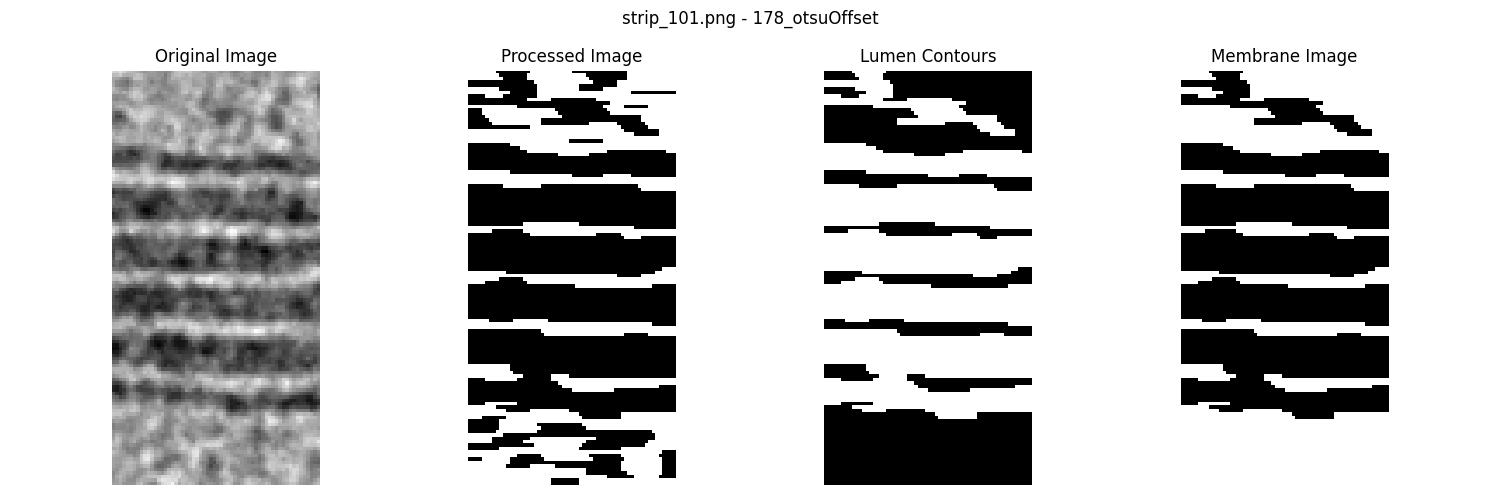 strip_101.png - 178_otsuOffset
Original Image
Processed Image
Lumen Contours
Membrane Image